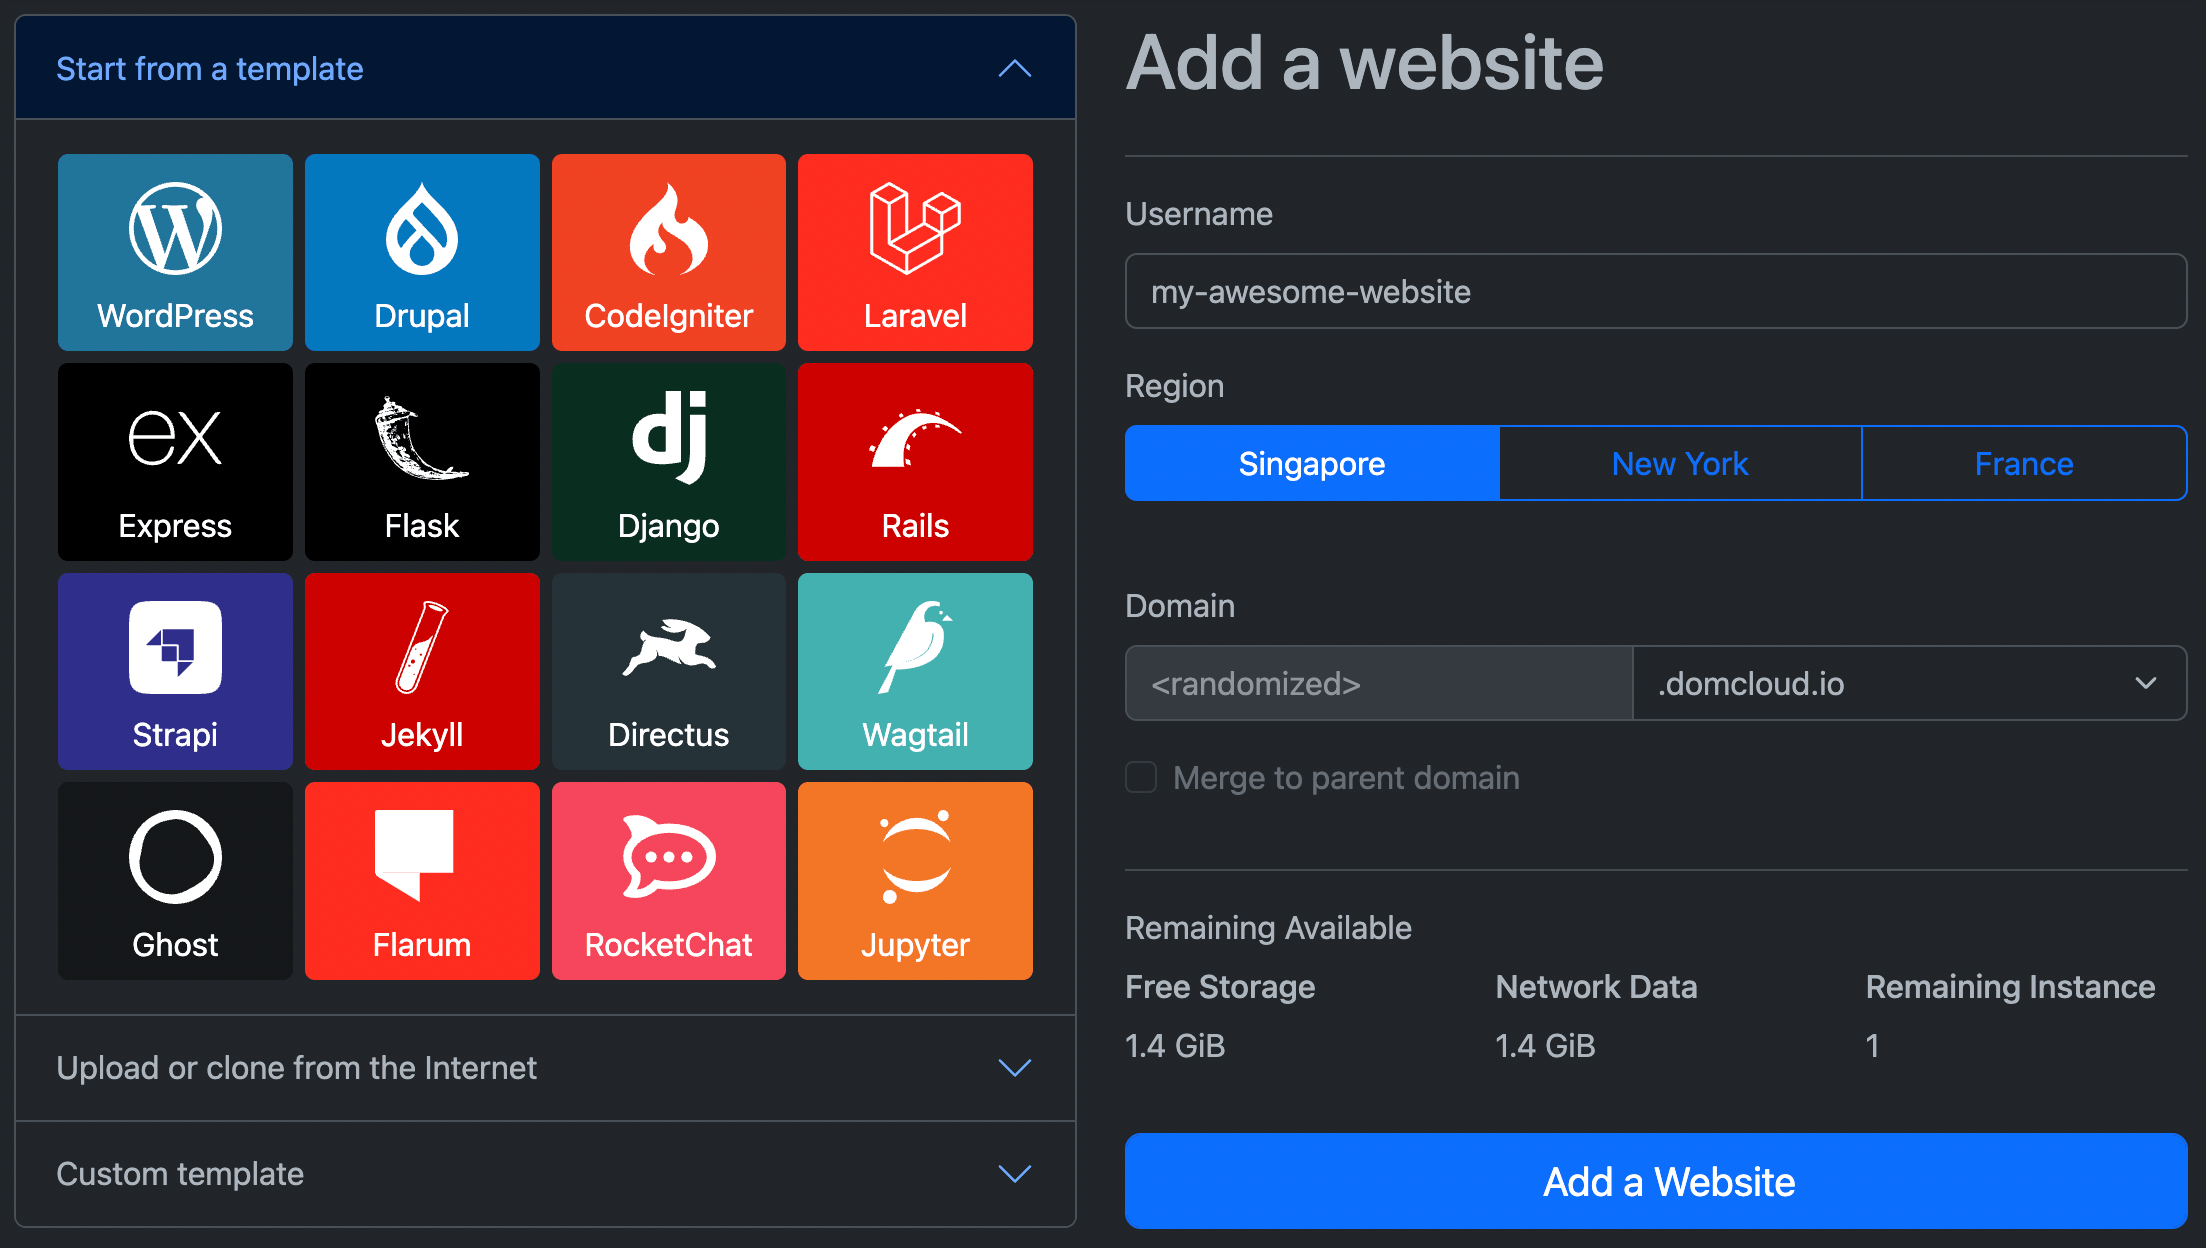 Start from a template
WordPress
Drupal
CodeIgniter
Laravel
ex
Express
Flask
dj
Django
Rails
Strapi
Jekyll
Directus
Wagtail
Ghost
Flarum
RocketChat
Jupyter
Upload or clone from the Internet
Custom template
Add a website
Username
my-awesome-website
Region
Singapore
New York
France
Domain
<randomized>
.domcloud.io
Merge to parent domain
Remaining Available
Free Storage
Network Data
Remaining Instance
1.4 GiB
1.4 GiB
1
Add a Website